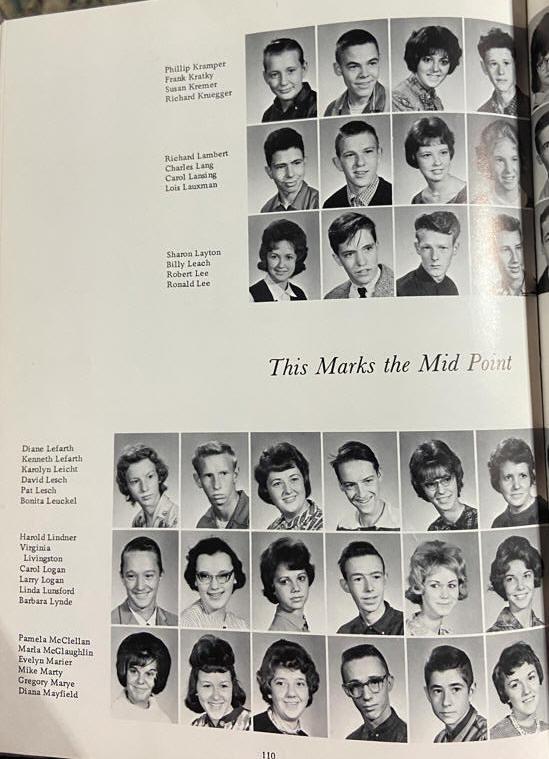 Phillip Kramper
Frank Kratky
Susan Kremer
Richard Kruegger
Richard Lambert
Charles Lang
Carol Lansing
Lois Lauxman
Sharon Layton
Billy Leach
Robert Lee
Ronald Lee
This Marks the Mid Point
Diane Lefarth
Kenneth Lefarth
Karolyn Leicht
David Lesch
Pat Lesch
Bonita Leuckel
Harold Lindner
Virginia
Livingston
Carol Logan
Larry Logan
Linda Lunsford
Barbara Lynde
Pamela McClellan
Marla McGlaughlin
Evelyn Marier
Mike Marty
Gregory Marye
Diana Mayfield
110